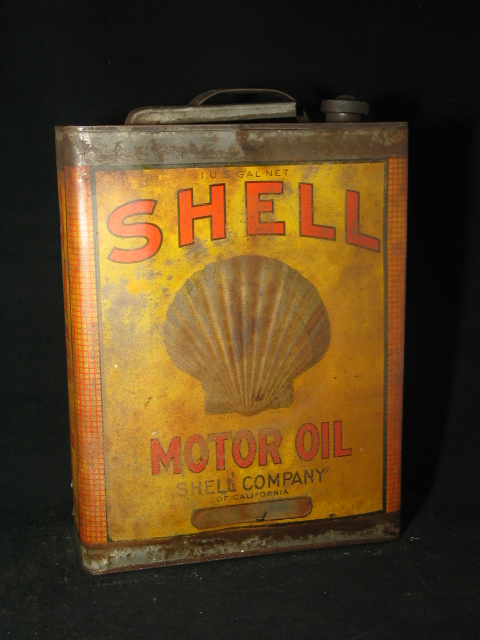 1 U.S. GAL NET
SHELL
MOTOR OIL
SHELL COMPANY
OF CALIFORNIA